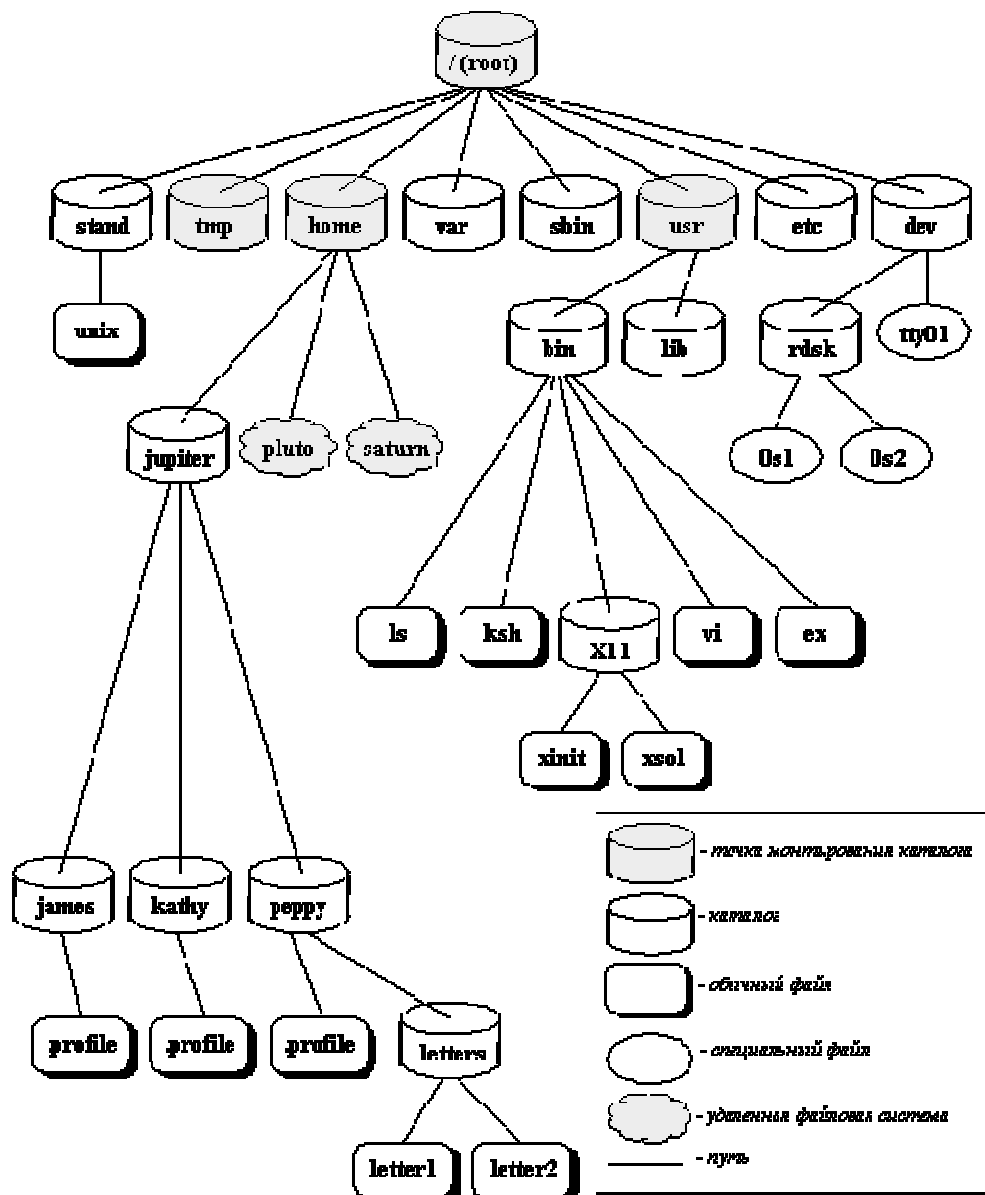 / (root)
stand tmp home var sbin usr etc dev
unix bin lib rdsk tty01
jupiter pluto saturn 0s1 0s2
ls ksh X11 vi ex
xinit xsol
- точка монтирования каталога
james kathy peppy
- каталог
- обычный файл
.profile .profile .profile letters
- специальный файл
- удаленная файловая система
letter1 letter2
- путь